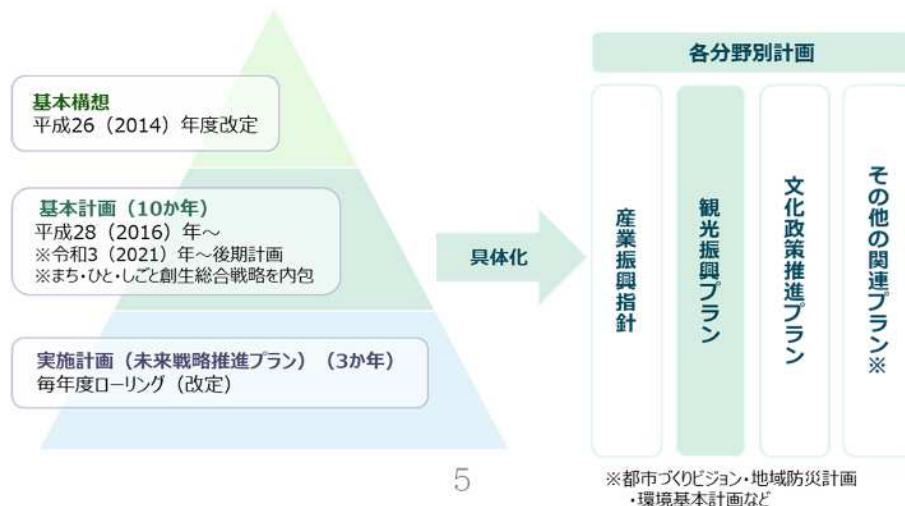 基本構想
平成26（2014）年度改定
基本計画（10か年）
平成28（2016）年～
※令和3（2021）年～後期計画
※まち・ひと・しごと創生総合戦略を内包
実施計画（未来戦略推進プラン）（3か年）
毎年度ローリング（改定）
具体化
各分野別計画
産業振興指針
観光振興プラン
文化政策推進プラン
その他の関連プラン※
※都市づくりビジョン・地域防災計画
・環境基本計画など
5